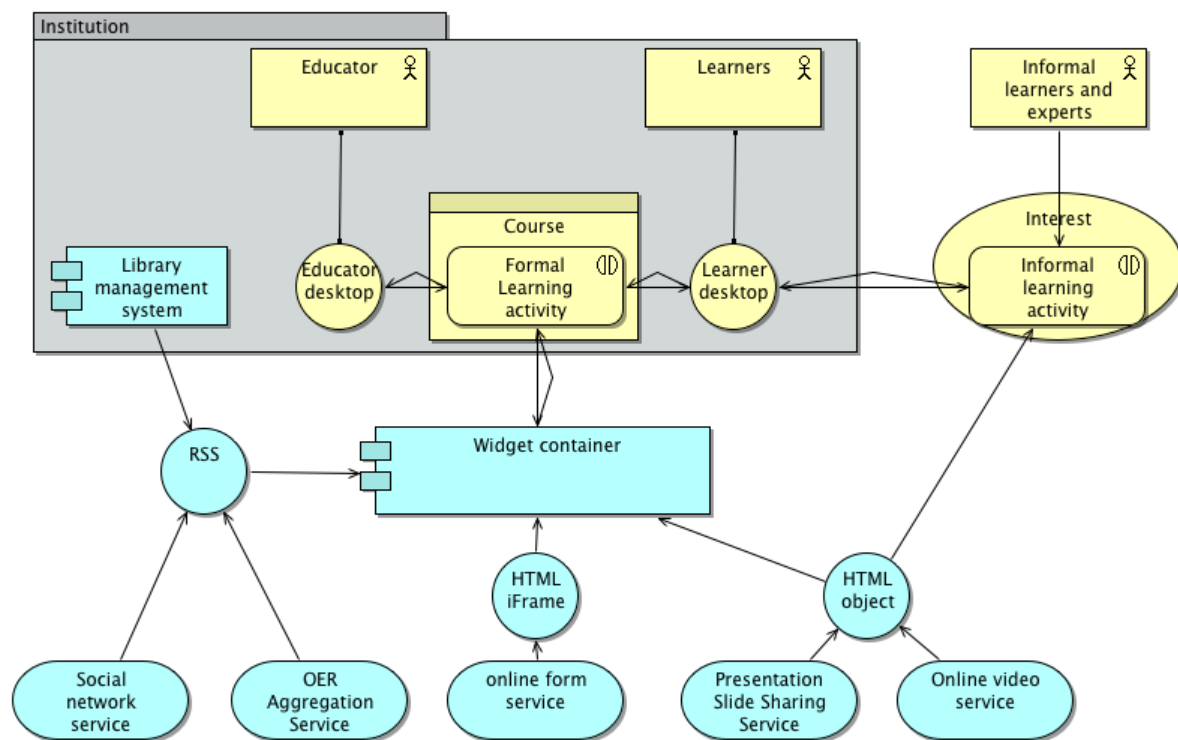 Institution
Educator
Learners
Informal
learners and
experts
Interest
Course
Library
management
system
Educator
desktop
Formal
Learning
activity
Learner
desktop
Informal
learning
activity
RSS
Widget container
HTML
iFrame
HTML
object
Social
network
service
OER
Aggregation
Service
online form
service
Presentation
Slide Sharing
Service
Online video
service